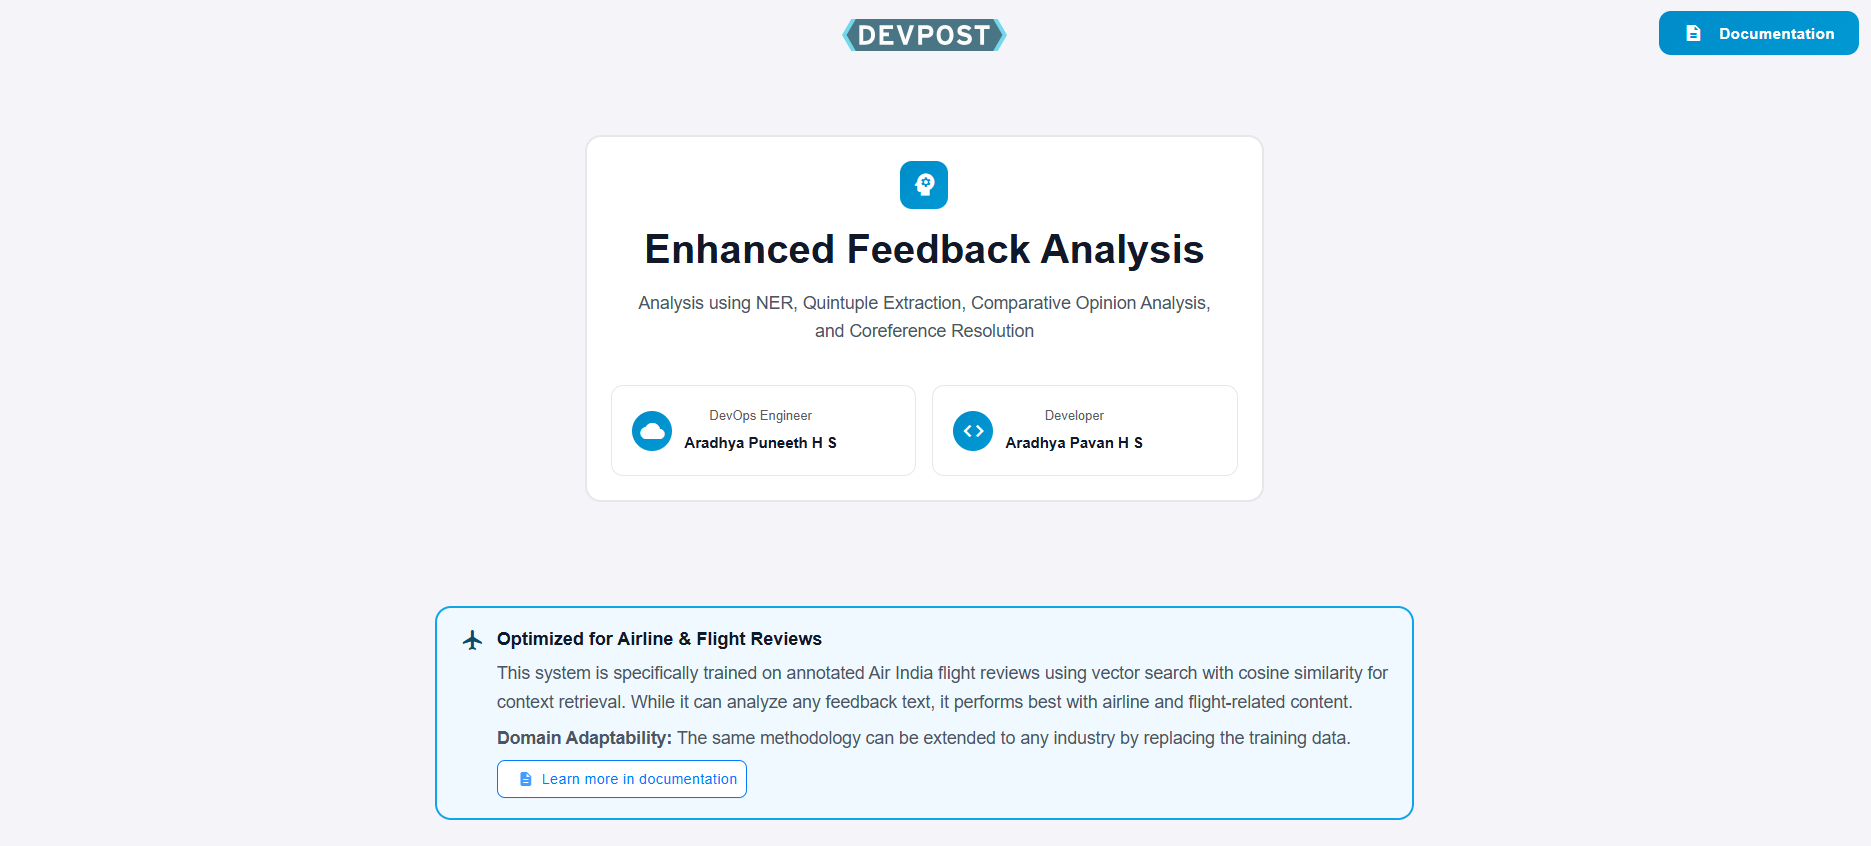 DEVPOST
Documentation
Enhanced Feedback Analysis
Analysis using NER, Quintuple Extraction, Comparative Opinion Analysis,
and Coreference Resolution
DevOps Engineer
Aradhya Puneeth H S
Developer
Aradhya Pavan H S
Optimized for Airline & Flight Reviews
This system is specifically trained on annotated Air India flight reviews using vector search with cosine similarity for
context retrieval. While it can analyze any feedback text, it performs best with airline and flight-related content.
Domain Adaptability: The same methodology can be extended to any industry by replacing the training data.
Learn more in documentation